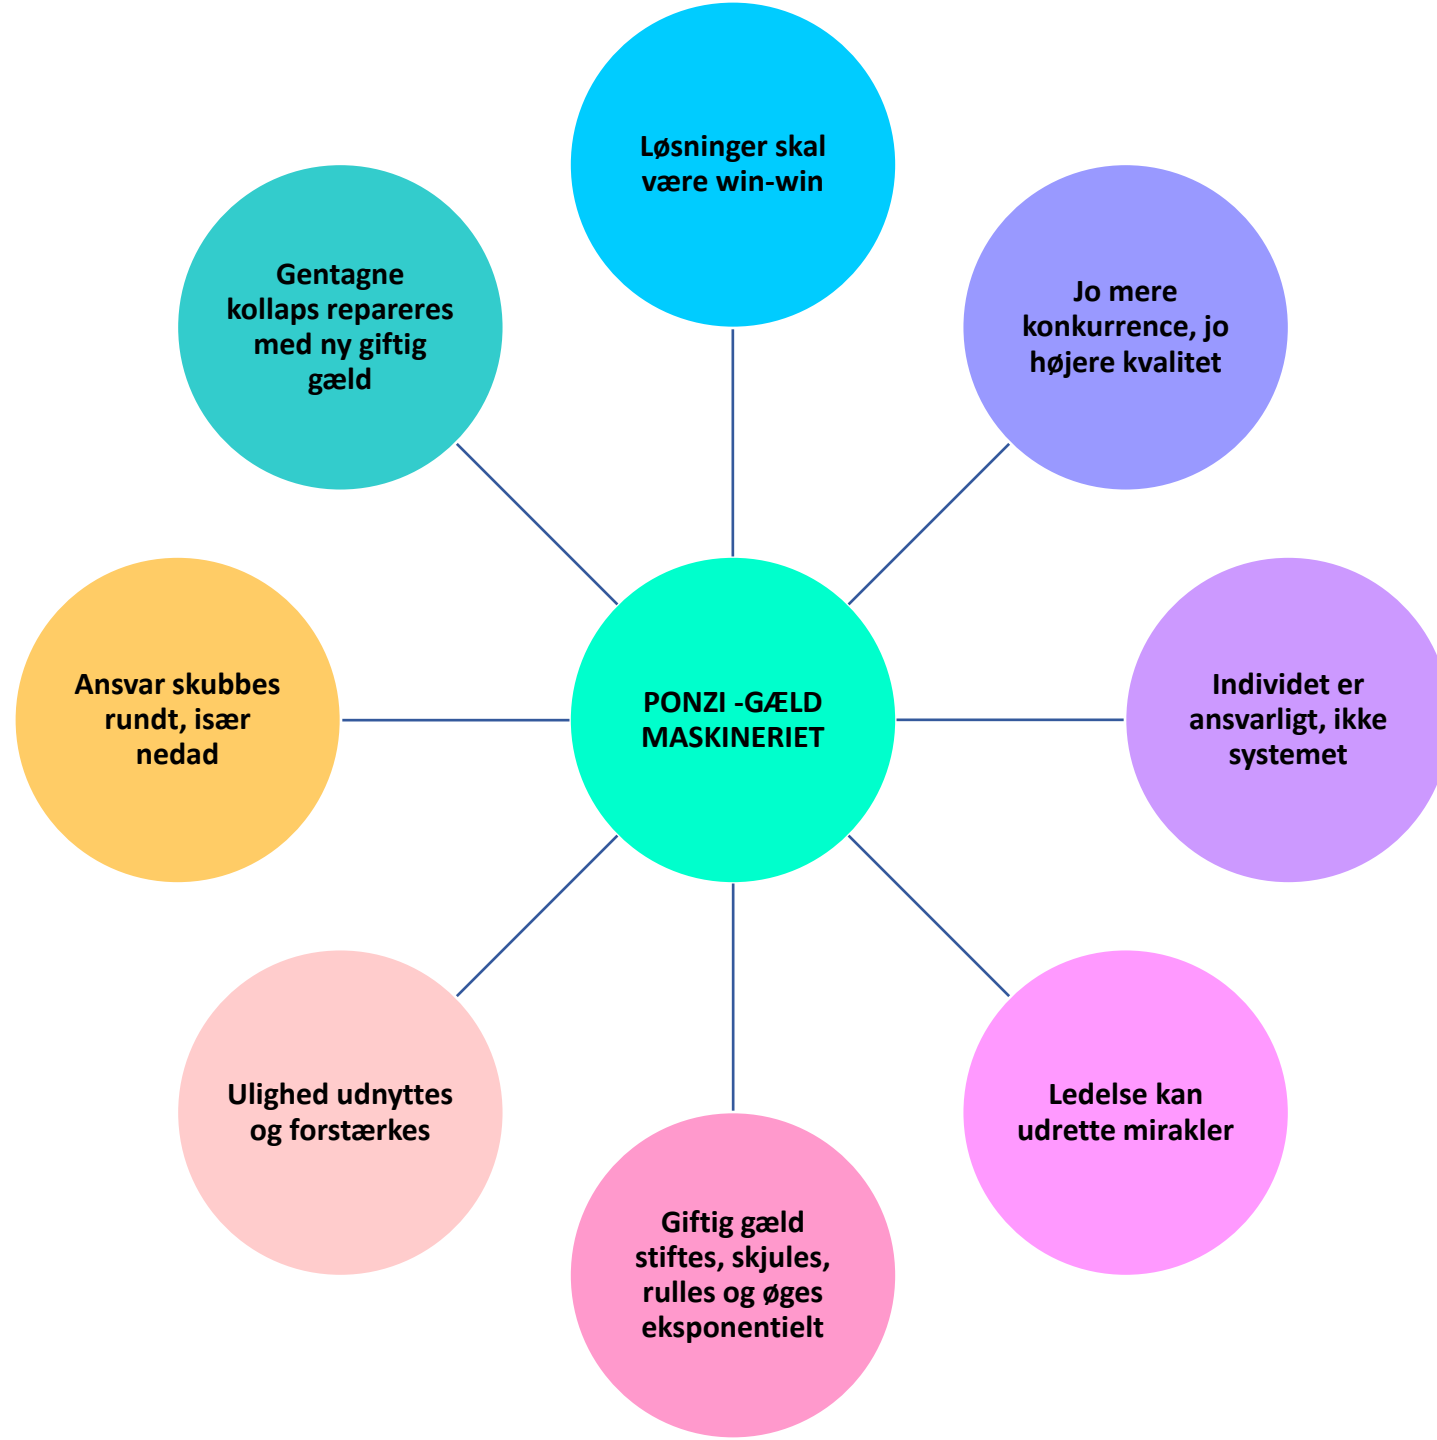 Løsninger skal
være win-win
Jo mere
konkurrence, jo
højere kvalitet
Individet er
ansvarligt, ikke
systemet
Ledelse kan
udrette mirakler
Giftig gæld
stiftes, skjules,
rulles og øges
eksponentielt
Ulighed udnyttes
og forstærkes
Ansvar skubbes
rundt, især
nedad
Gentagne
kollaps repareres
med ny giftig
gæld
PONZI -GÆLD
MASKINERIET